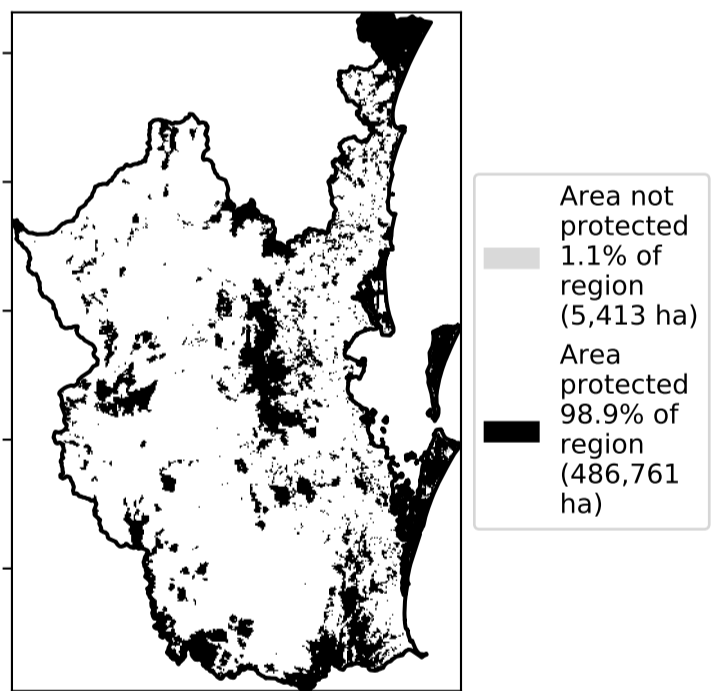 Area not
protected
1.1% of
region
(5,413 ha)
Area
protected
98.9% of
region
(486,761
ha)